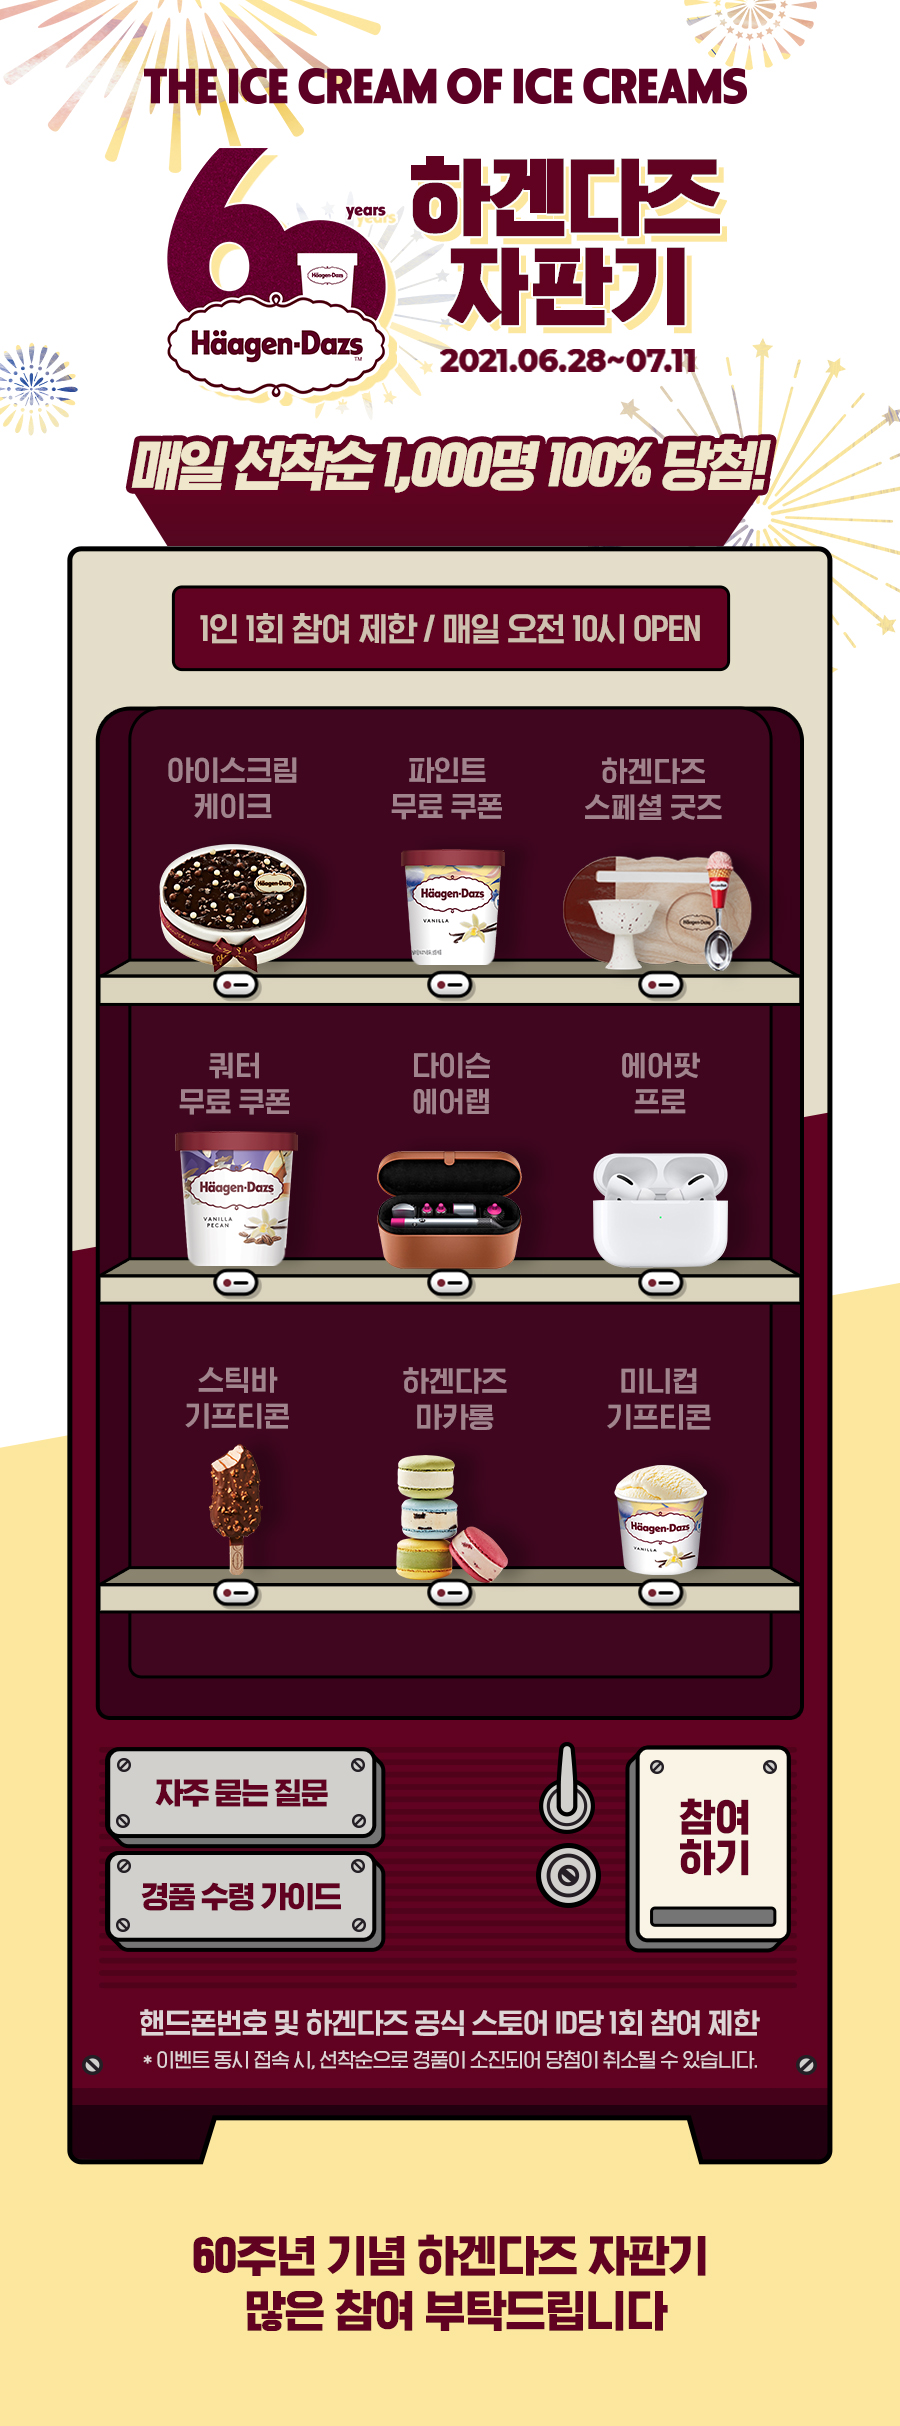 THE ICE CREAM OF ICE CREAMS
60 years
Häagen-Dazs
Häagen-Dazs™
하겐다즈
자판기
2021.06.28~07.11
매일 선착순 1,000명 100% 당첨!
1인 1회 참여 제한 / 매일 오전 10시 OPEN
아이스크림
케이크
파인트
무료 쿠폰
하겐다즈
스페셜 굿즈
Häagen-Dazs
Häagen-Dazs
VANILLA
Häagen-Dazs
쿼터
무료 쿠폰
다이슨
에어랩
에어팟
프로
Häagen-Dazs
VANILLA
PECAN
스틱바
기프티콘
하겐다즈
마카롱
미니컵
기프티콘
Häagen-Dazs
VANILLA
자주 묻는 질문
경품 수령 가이드
참여
하기
핸드폰번호 및 하겐다즈 공식 스토어 ID당 1회 참여 제한
* 이벤트 동시 접속 시, 선착순으로 경품이 소진되어 당첨이 취소될 수 있습니다.
60주년 기념 하겐다즈 자판기
많은 참여 부탁드립니다